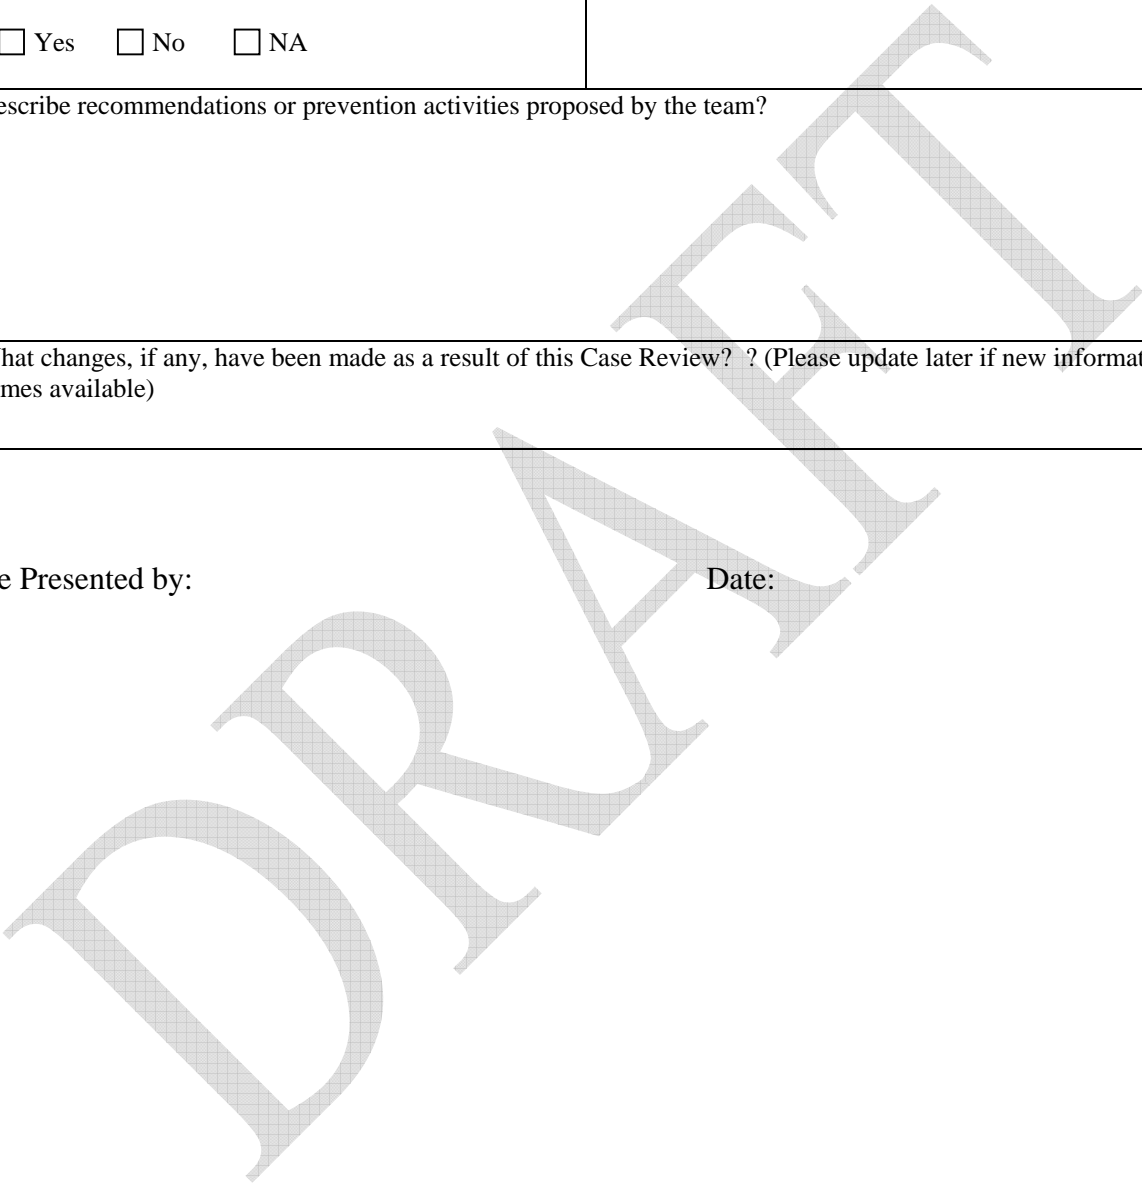 Yes No NA
escribe recommendations or prevention activities proposed by the team?
hat changes, if any, have been made as a result of this Case Review? ? (Please update later if new informat
mes available)
e Presented by: Date:
DRAFT